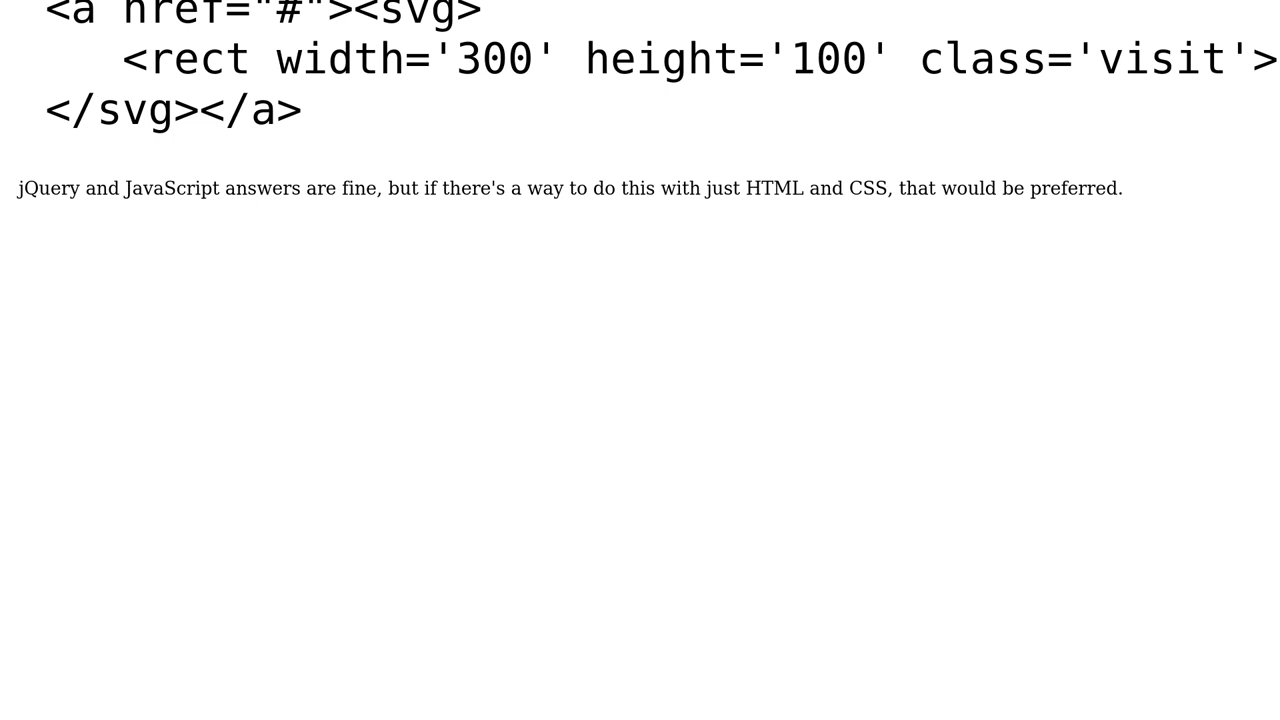 <a href="#"><svg>
<rect width='300' height='100' class='visit'>
</svg></a>
jQuery and JavaScript answers are fine, but if there's a way to do this with just HTML and CSS, that would be preferred.